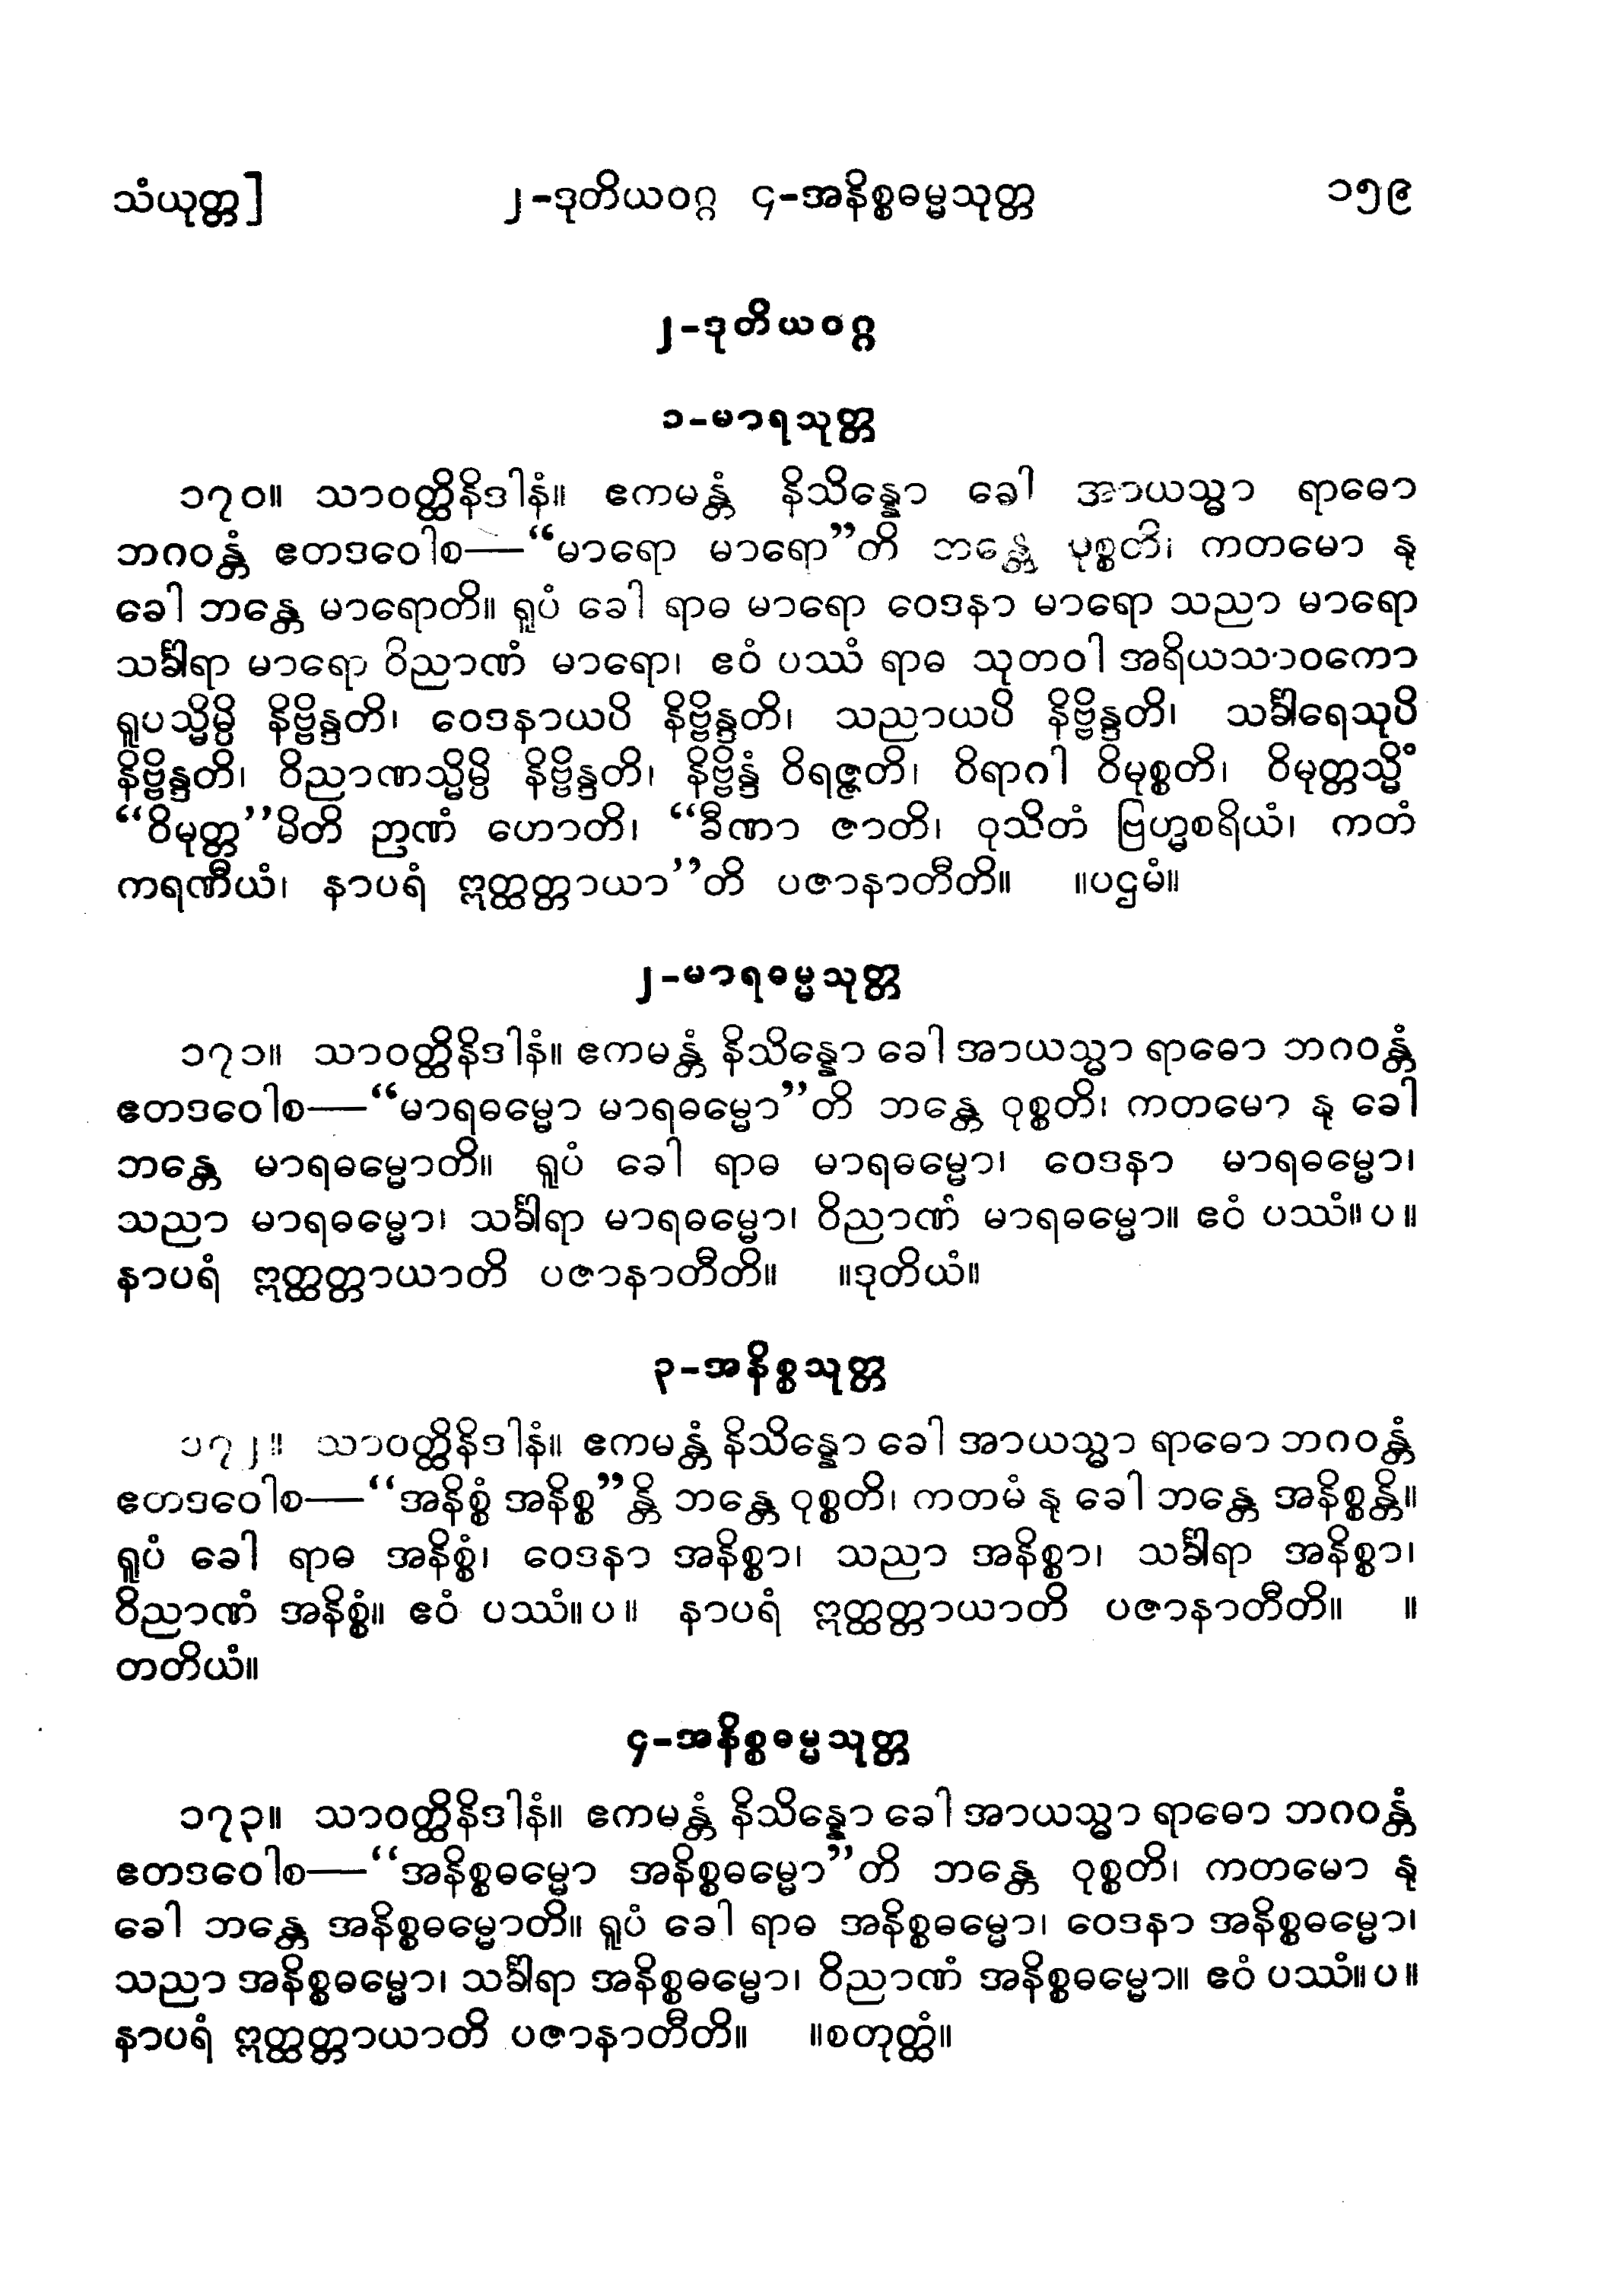 သံယုတ္တ] ၂-ဒုတိယဝဂ္ဂ ၄-အနိစ္စဓမ္မသုတ္တ ၁၅၉
၂-ဒုတိယဝဂ္ဂ
၁-မာရသုတ္တ
၁၇၀။ သာဝတ္ထိနိဒါနံ။ ဧကမန္တံ နိသိန္နော ခေါ အာယသ္မာ ရာဓော
ဘဂဝန္တံ ဧတဒဝေါစ—“မာရော မာရော”တိ ဘန္တေ ဝုစ္စတိ၊ ကတမော နု
ခေါ ဘန္တေ မာရောတိ။ ရူပံ ခေါ ရာဓ မာရော ဝေဒနာ မာရော သညာ မာရော
သင်္ခါရာ မာရော ဝိညာဏံ မာရော၊ ဧဝံ ပဿံ ရာဓ သုတဝါ အရိယသာဝကော
ရူပသ္မိမ္ပိ နိဗ္ဗိန္ဒတိ၊ ဝေဒနာယပိ နိဗ္ဗိန္ဒတိ၊ သညာယပိ နိဗ္ဗိန္ဒတိ၊ သင်္ခါရေသုပိ
နိဗ္ဗိန္ဒတိ၊ ဝိညာဏသ္မိမ္ပိ နိဗ္ဗိန္ဒတိ၊ နိဗ္ဗိန္ဒံ ဝိရဇ္ဇတိ၊ ဝိရာဂါ ဝိမုစ္စတိ၊ ဝိမုတ္တသ္မိံ
“ဝိမုတ္တ”မိတိ ဉာဏံ ဟောတိ၊ “ခီဏာ ဇာတိ၊ ဝုသိတံ ဗြဟ္မစရိယံ၊ ကတံ
ကရဏီယံ၊ နာပရံ ဣတ္ထတ္တာယာ”တိ ပဇာနာတီတိ။ ။ပဌမံ။
၂-မာရဓမ္မသုတ္တ
၁၇၁။ သာဝတ္ထိနိဒါနံ။ ဧကမန္တံ နိသိန္နော ခေါ အာယသ္မာ ရာဓော ဘဂဝန္တံ
ဧတဒဝေါစ—“မာရဓမ္မော မာရဓမ္မော”တိ ဘန္တေ ဝုစ္စတိ၊ ကတမော နု ခေါ
ဘန္တေ မာရဓမ္မောတိ။ ရူပံ ခေါ ရာဓ မာရဓမ္မော၊ ဝေဒနာ မာရဓမ္မော၊
သညာ မာရဓမ္မော၊ သင်္ခါရာ မာရဓမ္မော၊ ဝိညာဏံ မာရဓမ္မော။ ဧဝံ ပဿံ။ ပ ။
နာပရံ ဣတ္ထတ္တာယာတိ ပဇာနာတီတိ။ ။ဒုတိယံ။
၃-အနိစ္စသုတ္တ
၁၇၂။ သာဝတ္ထိနိဒါနံ။ ဧကမန္တံ နိသိန္နော ခေါ အာယသ္မာ ရာဓော ဘဂဝန္တံ
ဧတဒဝေါစ—“အနိစ္စံ အနိစ္စ”န္တိ ဘန္တေ ဝုစ္စတိ၊ ကတမံ နု ခေါ ဘန္တေ အနိစ္စန္တိ။
ရူပံ ခေါ ရာဓ အနိစ္စံ၊ ဝေဒနာ အနိစ္စာ၊ သညာ အနိစ္စာ၊ သင်္ခါရာ အနိစ္စာ၊
ဝိညာဏံ အနိစ္စံ။ ဧဝံ ပဿံ။ ပ ။ နာပရံ ဣတ္ထတ္တာယာတိ ပဇာနာတီတိ။ ။
တတိယံ။
၄-အနိစ္စဓမ္မသုတ္တ
၁၇၃။ သာဝတ္ထိနိဒါနံ။ ဧကမန္တံ နိသိန္နော ခေါ အာယသ္မာ ရာဓော ဘဂဝန္တံ
ဧတဒဝေါစ—“အနိစ္စဓမ္မော အနိစ္စဓမ္မော”တိ ဘန္တေ ဝုစ္စတိ၊ ကတမော နု
ခေါ ဘန္တေ အနိစ္စဓမ္မောတိ။ ရူပံ ခေါ ရာဓ အနိစ္စဓမ္မော၊ ဝေဒနာ အနိစ္စဓမ္မော၊
သညာ အနိစ္စဓမ္မော၊ သင်္ခါရာ အနိစ္စဓမ္မော၊ ဝိညာဏံ အနိစ္စဓမ္မော။ ဧဝံ ပဿံ။ ပ ။
နာပရံ ဣတ္ထတ္တာယာတိ ပဇာနာတီတိ။ ။စတုတ္ထံ။